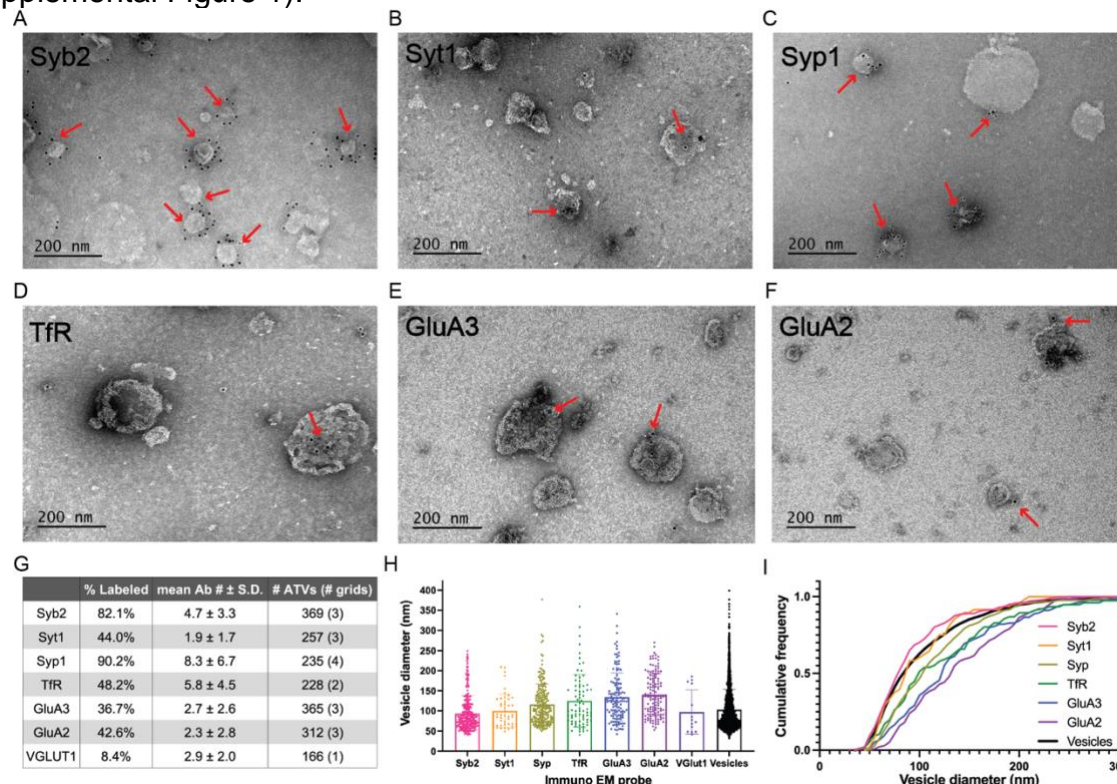 pplemental Figure 1).
A
B
C
Syb2
Syt1
Syp1
200 nm
200 nm
200 nm
D
E
F
TfR
GluA3
GluA2
200 nm
200 nm
200 nm
G
% Labeled mean Ab # ± S.D. # ATVs (# grids)
Syb2 82.1% 4.7 ± 3.3 369 (3)
Syt1 44.0% 1.9 ± 1.7 257 (3)
Syp1 90.2% 8.3 ± 6.7 235 (4)
TfR 48.2% 5.8 ± 4.5 228 (2)
GluA3 36.7% 2.7 ± 2.6 365 (3)
GluA2 42.6% 2.3 ± 2.8 312 (3)
VGLUT1 8.4% 2.9 ± 2.0 166 (1)
H
Vesicle diameter (nm)
400
350
300
250
200
150
100
50
0
Syb2 Syt1 Syp TfR GluA3 GluA2 VGlut1 Vesicles
Immuno EM probe
I
Cumulative frequency
1.0
0.5
0.0
Syb2
Syt1
Syp
TfR
GluA3
GluA2
Vesicles
0 100 200
Vesicle diameter (nm)